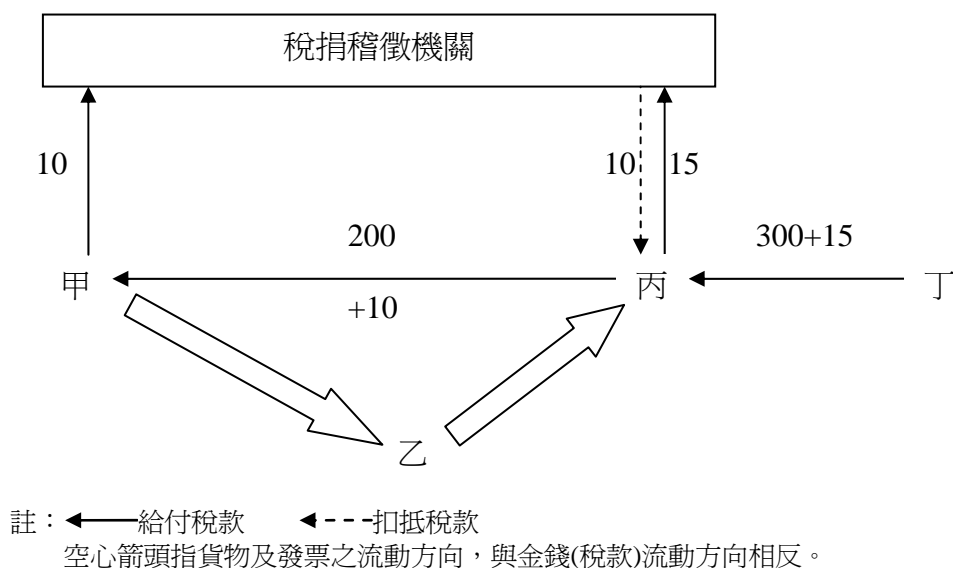 稅捐稽徵機關
10
10
15
200
300+15
甲
丙
丁
+10
乙
註： 給付稅款 扣抵稅款
空心箭頭指貨物及發票之流動方向，與金錢(稅款)流動方向相反。